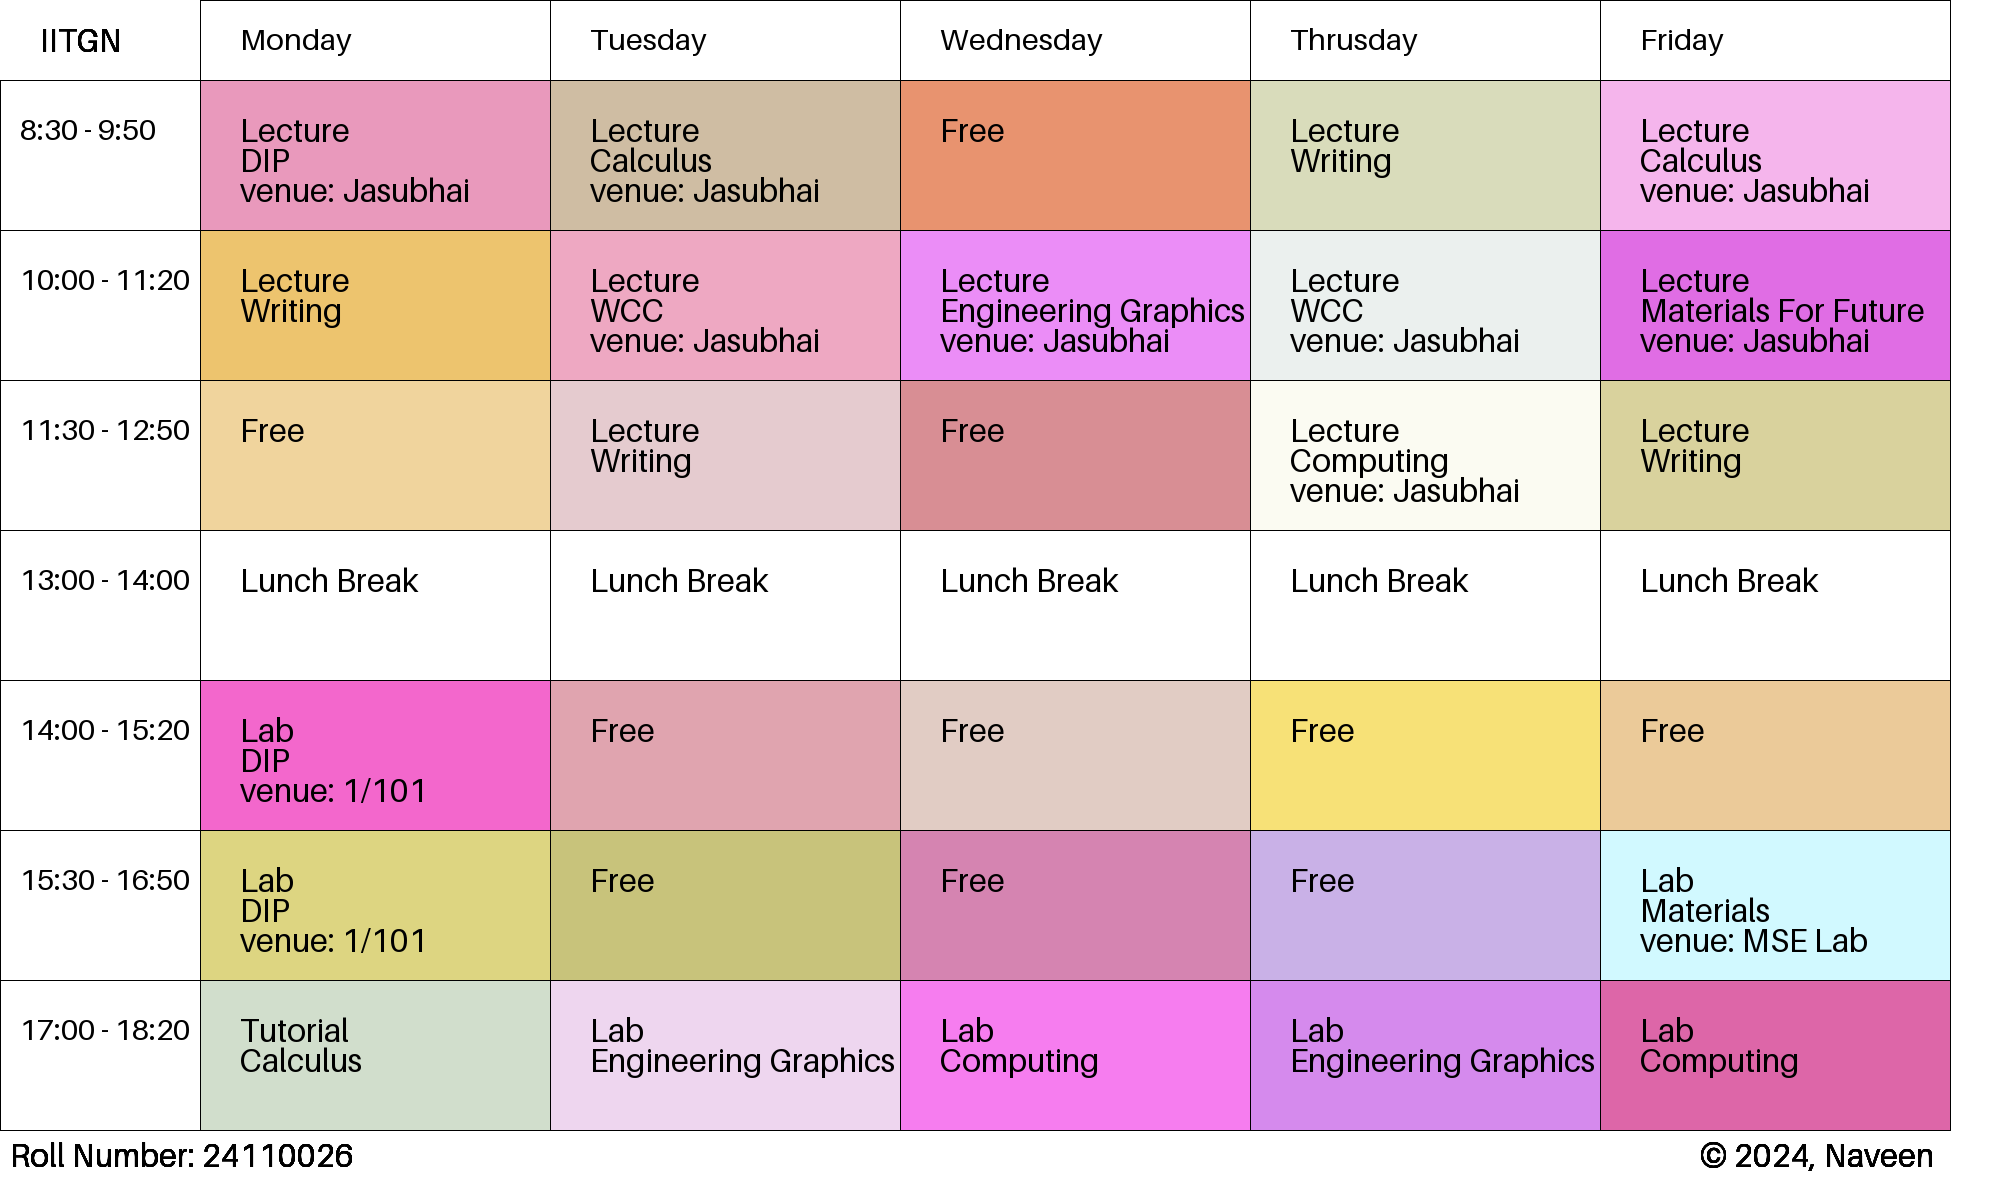 IITGN
Monday
Tuesday
Wednesday
Thrusday
Friday
8:30 - 9:50
Lecture
DIP
venue: Jasubhai
Lecture
Calculus
venue: Jasubhai
Free
Lecture
Writing
Lecture
Calculus
venue: Jasubhai
10:00 - 11:20
Lecture
Writing
Lecture
WCC
venue: Jasubhai
Lecture
Engineering Graphics
venue: Jasubhai
Lecture
WCC
venue: Jasubhai
Lecture
Materials For Future
venue: Jasubhai
11:30 - 12:50
Free
Lecture
Writing
Free
Lecture
Computing
venue: Jasubhai
Lecture
Writing
13:00 - 14:00
Lunch Break
Lunch Break
Lunch Break
Lunch Break
Lunch Break
14:00 - 15:20
Lab
DIP
venue: 1/101
Free
Free
Free
Free
15:30 - 16:50
Lab
DIP
venue: 1/101
Free
Free
Free
Lab
Materials
venue: MSE Lab
17:00 - 18:20
Tutorial
Calculus
Lab
Engineering Graphics
Lab
Computing
Lab
Engineering Graphics
Lab
Computing
Roll Number: 24110026
© 2024, Naveen